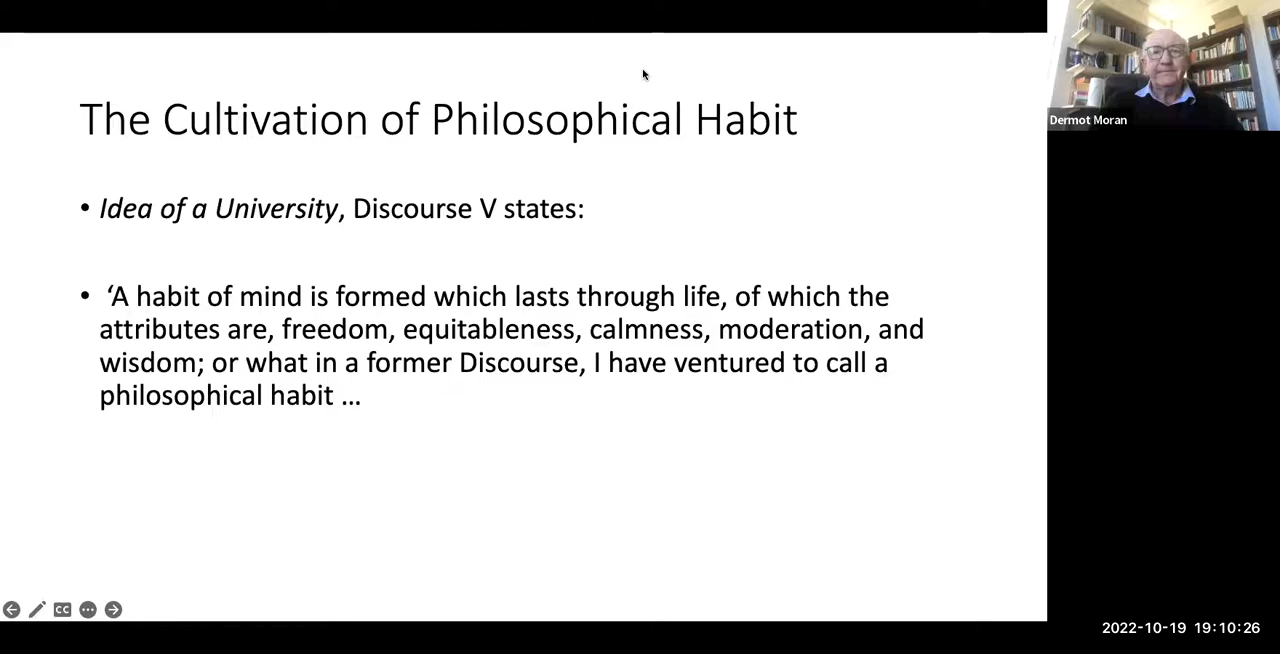 The Cultivation of Philosophical Habit
• Idea of a University, Discourse V states:
• ‘A habit of mind is formed which lasts through life, of which the
attributes are, freedom, equitableness, calmness, moderation, and
wisdom; or what in a former Discourse, I have ventured to call a
philosophical habit …
Dermot Moran
CC
2022-10-19 19:10:26